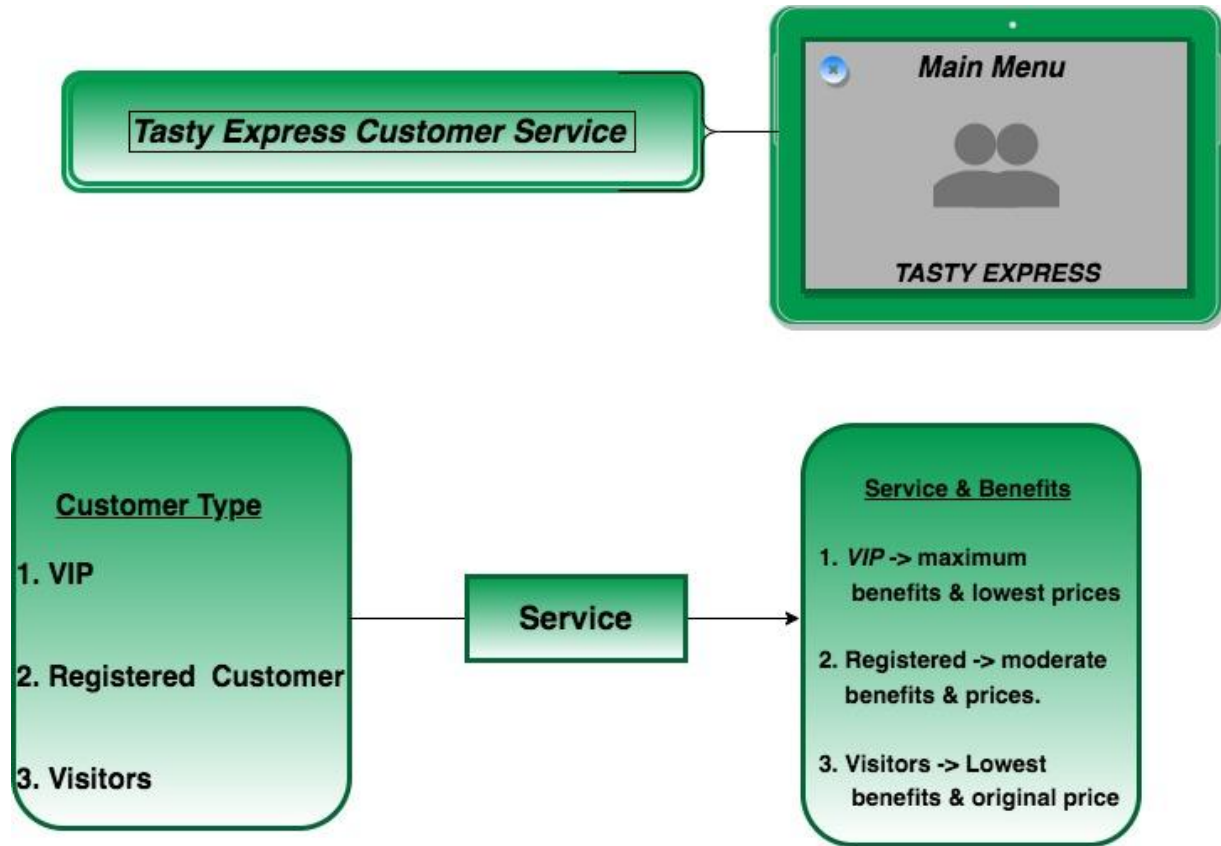 Tasty Express Customer Service
Main Menu
TASTY EXPRESS
Customer Type
1. VIP
2. Registered Customer
3. Visitors
Service
Service & Benefits
1. VIP -> maximum
benefits & lowest prices
2. Registered -> moderate
benefits & prices.
3. Visitors -> Lowest
benefits & original price